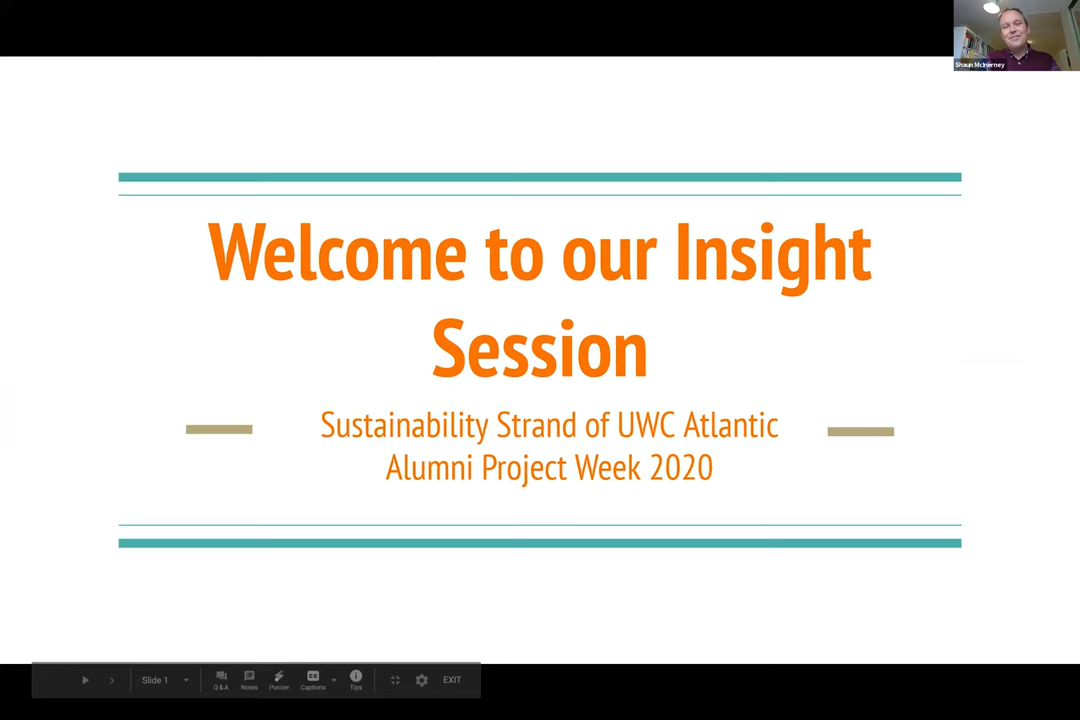 Shaun McInerney
Welcome to our Insight
Session
Sustainability Strand of UWC Atlantic
Alumni Project Week 2020
Slide 1
Q & A
Notes
Pointer
Captions
Tips
EXIT